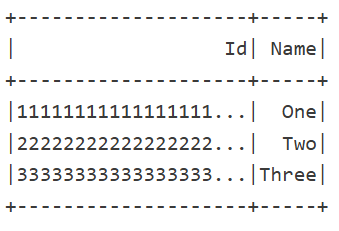 +--------------------+-----+
|                  Id| Name|
+--------------------+-----+
|11111111111111111...|  One|
|22222222222222222...|  Two|
|33333333333333333...|Three|
+--------------------+-----+